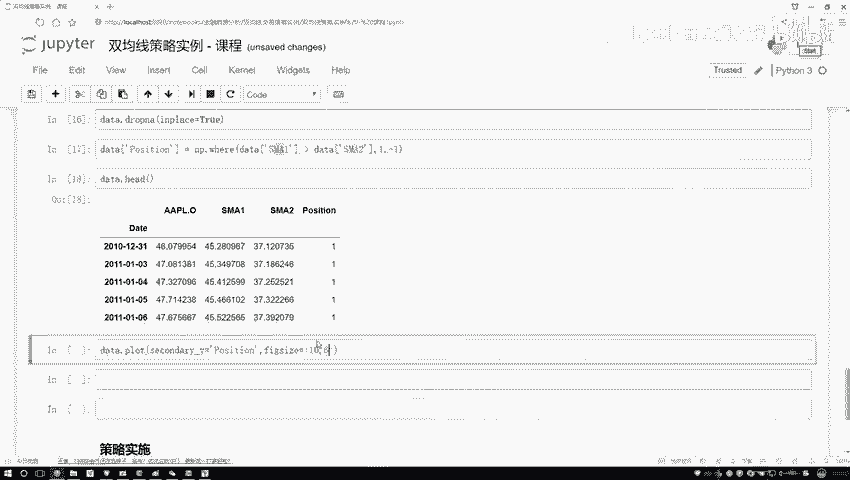 jupyter 双均线策略实例 - 课程 (unsaved changes)
File Edit View Insert Cell Kernel Widgets Help
Trusted Python 3
Code
In [16]: data.dropna(inplace=True)
In [17]: data['Position'] = np.where(data['SMA1'] > data['SMA2'],1,-1)
In [18]: data.head()
Out[18]:
AAPL.O SMA1 SMA2 Position
Date
2010-12-31 46.079954 45.280967 37.120735 1
2011-01-03 47.081381 45.349708 37.186246 1
2011-01-04 47.327096 45.412599 37.252521 1
2011-01-05 47.714238 45.466102 37.322266 1
2011-01-06 47.675667 45.522565 37.392079 1
In [ ]: data.plot(secondary_y='Position',figsize=(10,6))
In [ ]:
In [ ]:
策略实施